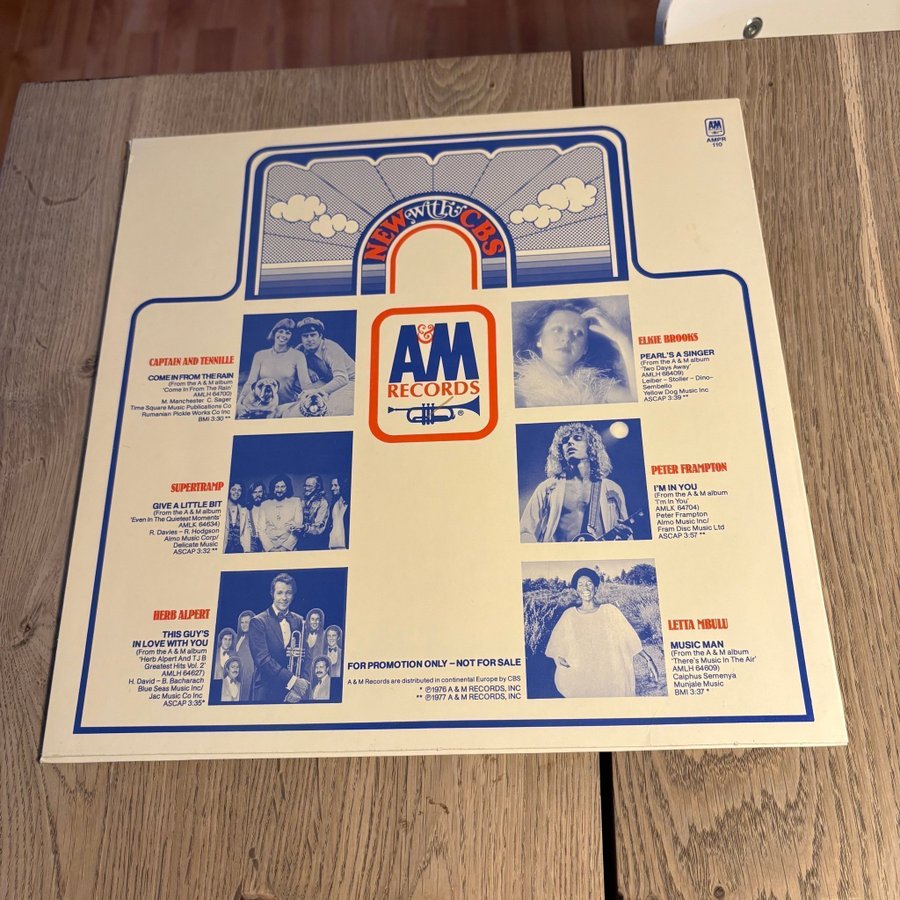 A&M
AMPR
110
NEW with CBS
A&M
RECORDS
®
CAPTAIN AND TENNILLE
COME IN FROM THE RAIN
(From the A & M album
'Come In From The Rain'
AMLH 64700)
M. Manchester C. Sager
Time Square Music Publications Co
Rumanian Pickle Works Co Inc
BMI 3:30 **
SUPERTRAMP
GIVE A LITTLE BIT
(From the A & M album
'Even In The Quietest Moments'
AMLK 64634)
R. Davies – R. Hodgson
Almo Music Corp/
Delicate Music
ASCAP 3:32 **
HERB ALPERT
THIS GUY'S
IN LOVE WITH YOU
(From the A & M album
'Herb Alpert And TJ B
Greatest Hits Vol. 2'
AMLH 64627)
H. David – B. Bacharach
Blue Seas Music Inc/
Jac Music Co Inc
ASCAP 3:35*
ELKIE BROOKS
PEARL'S A SINGER
(From the A & M album
'Two Days Away'
AMLH 68409)
Leiber – Stoller – Dino–
Sembello
Yellow Dog Music Inc
ASCAP 3:39 **
PETER FRAMPTON
I'M IN YOU
(From the A & M album
'I'm In You'
AMLK 64704)
Peter Frampton
Almo Music Inc/
Fram Disc Music Ltd
ASCAP 3:57 **
LETTA MBULU
MUSIC MAN
(From the A & M album
'There's Music In The Air'
AMLH 64609)
Caiphus Semenya
Munjale Music
BMI 3:37 *
FOR PROMOTION ONLY – NOT FOR SALE
A & M Records are distributed in continental Europe by CBS
* ℗1976 A & M RECORDS, INC
** ℗1977 A & M RECORDS, INC